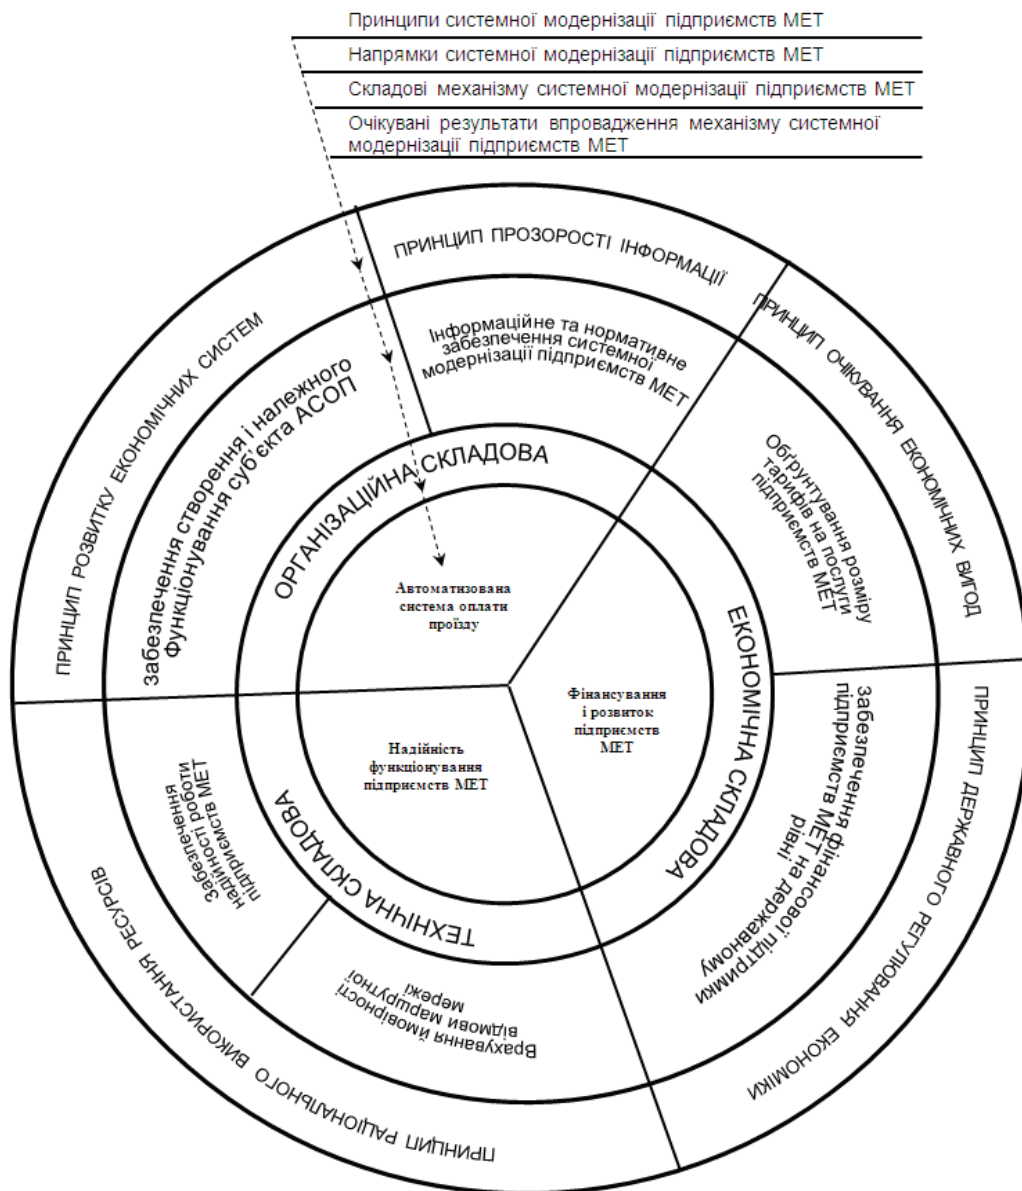 Принципи системної модернізації підприємств МЕТ
Напрямки системної модернізації підприємств МЕТ
Складові механізму системної модернізації підприємств МЕТ
Очікувані результати впровадження механізму системної
модернізації підприємств МЕТ
ПРИНЦИП РОЗВИТКУ ЕКОНОМІЧНИХ СИСТЕМ
ПРИНЦИП ПРОЗОРОСТІ ІНФОРМАЦІЇ
ПРИНЦИП ОЧІКУВАННЯ ЕКОНОМІЧНИХ ВИГОД
ПРИНЦИП ДЕРЖАВНОГО РЕГУЛЮВАННЯ ЕКОНОМІКИ
ПРИНЦИП РАЦІОНАЛЬНОГО ВИКОРИСТАННЯ РЕСУРСІВ
забезпечення створення і належного
Функціонування суб'єкта АСОП
Інформаційне та нормативне
забезпечення системної
модернізації підприємств МЕТ
Обґрунтування розміру
тарифів на послуги
підприємств МЕТ
Забезпечення фінансової підтримки
підприємств МЕТ на державному
рівні
Врахування ймовірності
відмови маршрутної
мережі
Забезпечення
надійності роботи
підприємств МЕТ
ОРГАНІЗАЦІЙНА СКЛАДОВА
ЕКОНОМІЧНА СКЛАДОВА
ТЕХНІЧНА СКЛАДОВА
Автоматизована
система оплати
проїзду
Фінансування
і розвиток
підприємств
МЕТ
Надійність
функціонування
підприємств МЕТ